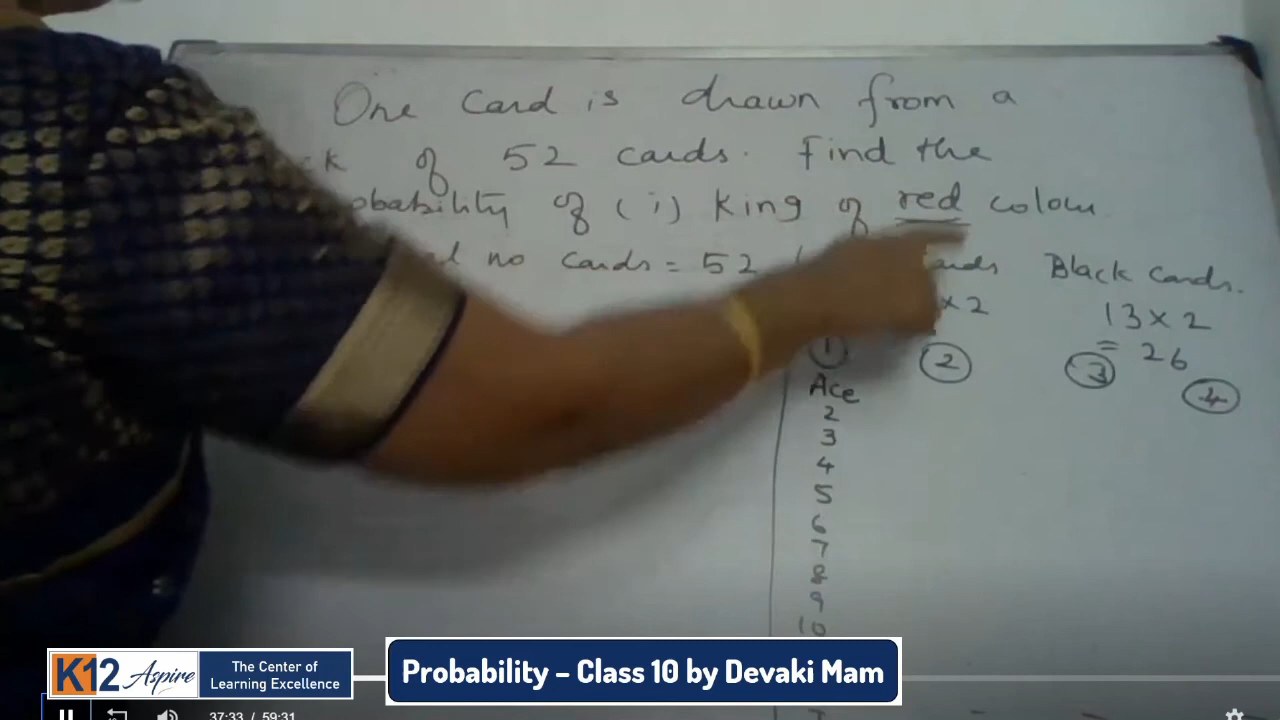 One Card is drawn from a
of 52 cards. Find the
of (i) King of red colour.
no cards = 52
Black Cards.
x 2
13 x 2
= 26
1
2
3
4
Ace
2
3
4
5
6
7
8
9
10
K12 Aspire
The Center of
Learning Excellence
Probability – Class 10 by Devaki Mam
37:33 / 59:31